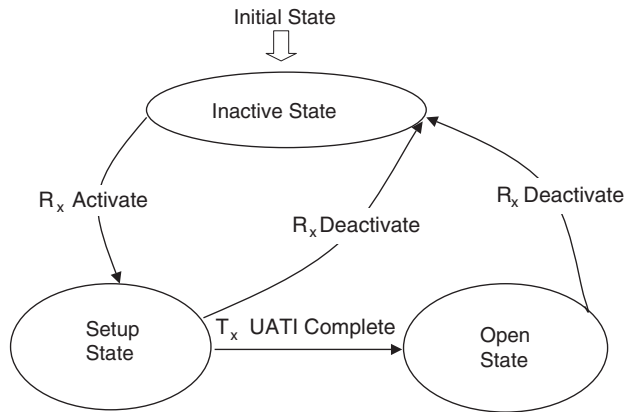 Initial State
Inactive State
Rx Activate
Rx Deactivate
Rx Deactivate
Setup
State
Tx UATI Complete
Open
State